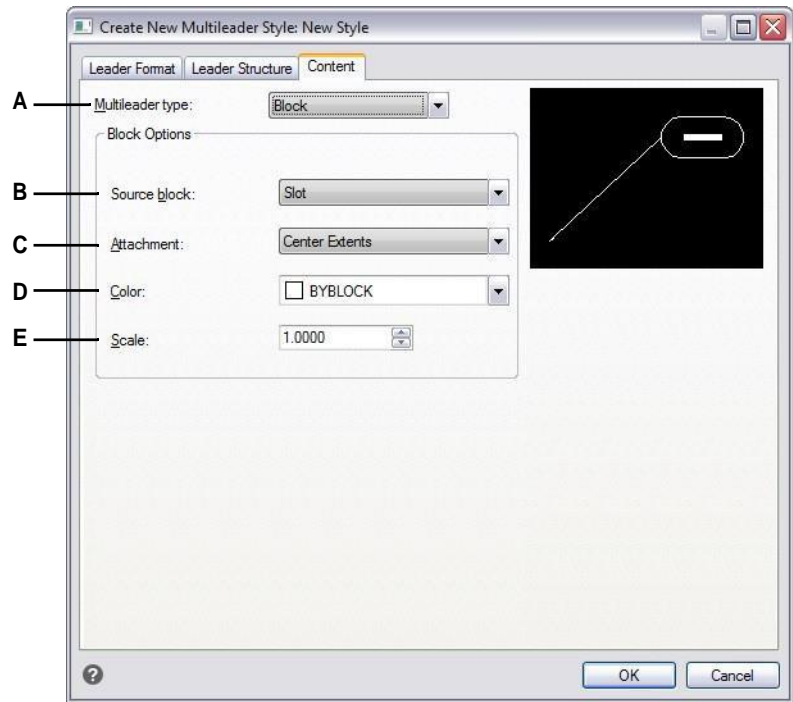 Create New Multileader Style: New Style
Leader Format Leader Structure Content
A Multileader type: Block
Block Options
B Source block: Slot
C Attachment: Center Extents
D Color: BYBLOCK
E Scale: 1.0000
? OK Cancel